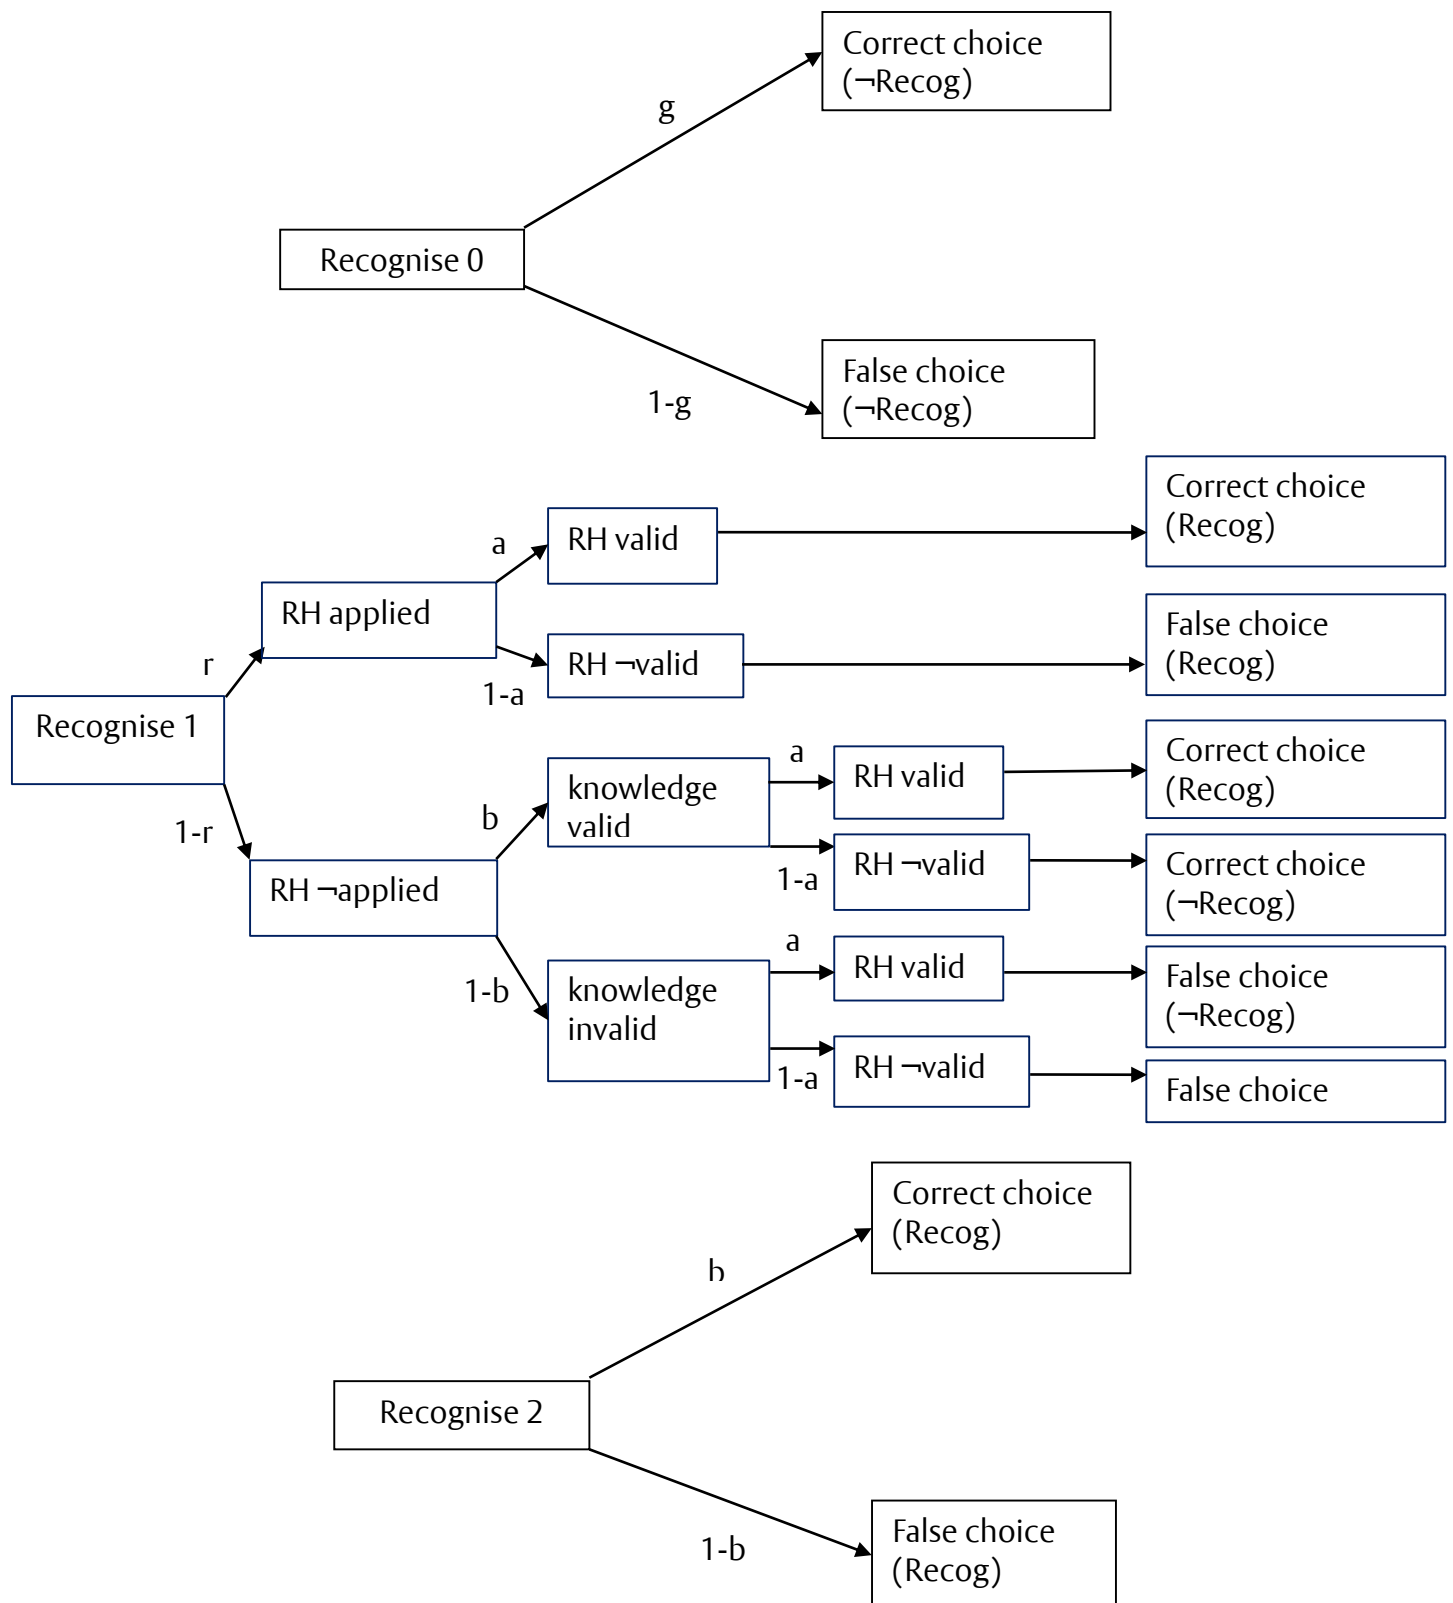 Correct choice
(¬Recog)
g
Recognise 0
1-g
False choice
(¬Recog)
Correct choice
(Recog)
a
RH valid
RH applied
False choice
(Recog)
r
RH ¬valid
1-a
Recognise 1
a
RH valid
Correct choice
(Recog)
knowledge
valid
b
1-r
1-a
RH ¬valid
Correct choice
(¬Recog)
RH ¬applied
a
RH valid
False choice
(¬Recog)
1-b
knowledge
invalid
1-a
RH ¬valid
False choice
Correct choice
(Recog)
b
Recognise 2
1-b
False choice
(Recog)